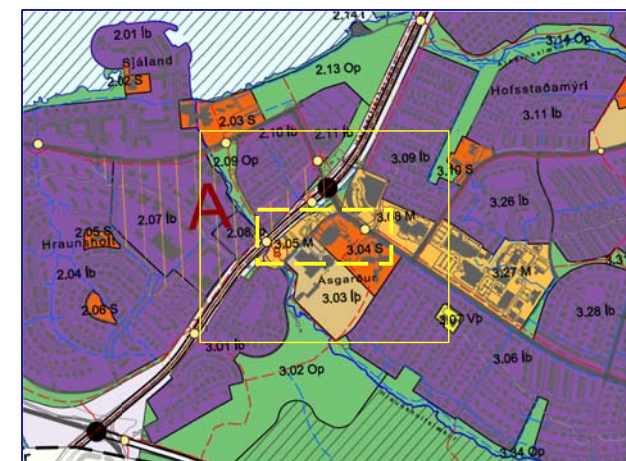 2.14 I
2.01 Íb
Sjáland
3.14 Op
2.13 Op
2.02 S
Hofsstaðamýri
3.11 Íb
2.03 S
2.10 Íb
2.11 Íb
2.09 Op
3.09 Íb
3.10 S
3.26 Íb
A
2.07 Íb
2.08
3.08 M
2.05 S
Hraunsholt
3.05 M
3.04 S
B
2.04 Íb
Ásgarður
3.27 M
3.03 Íþ
2.06 S
3.07 Vþ
3.28 Íb
3.01 Íb
3.06 Íb
3.02 Op
3.34 Op